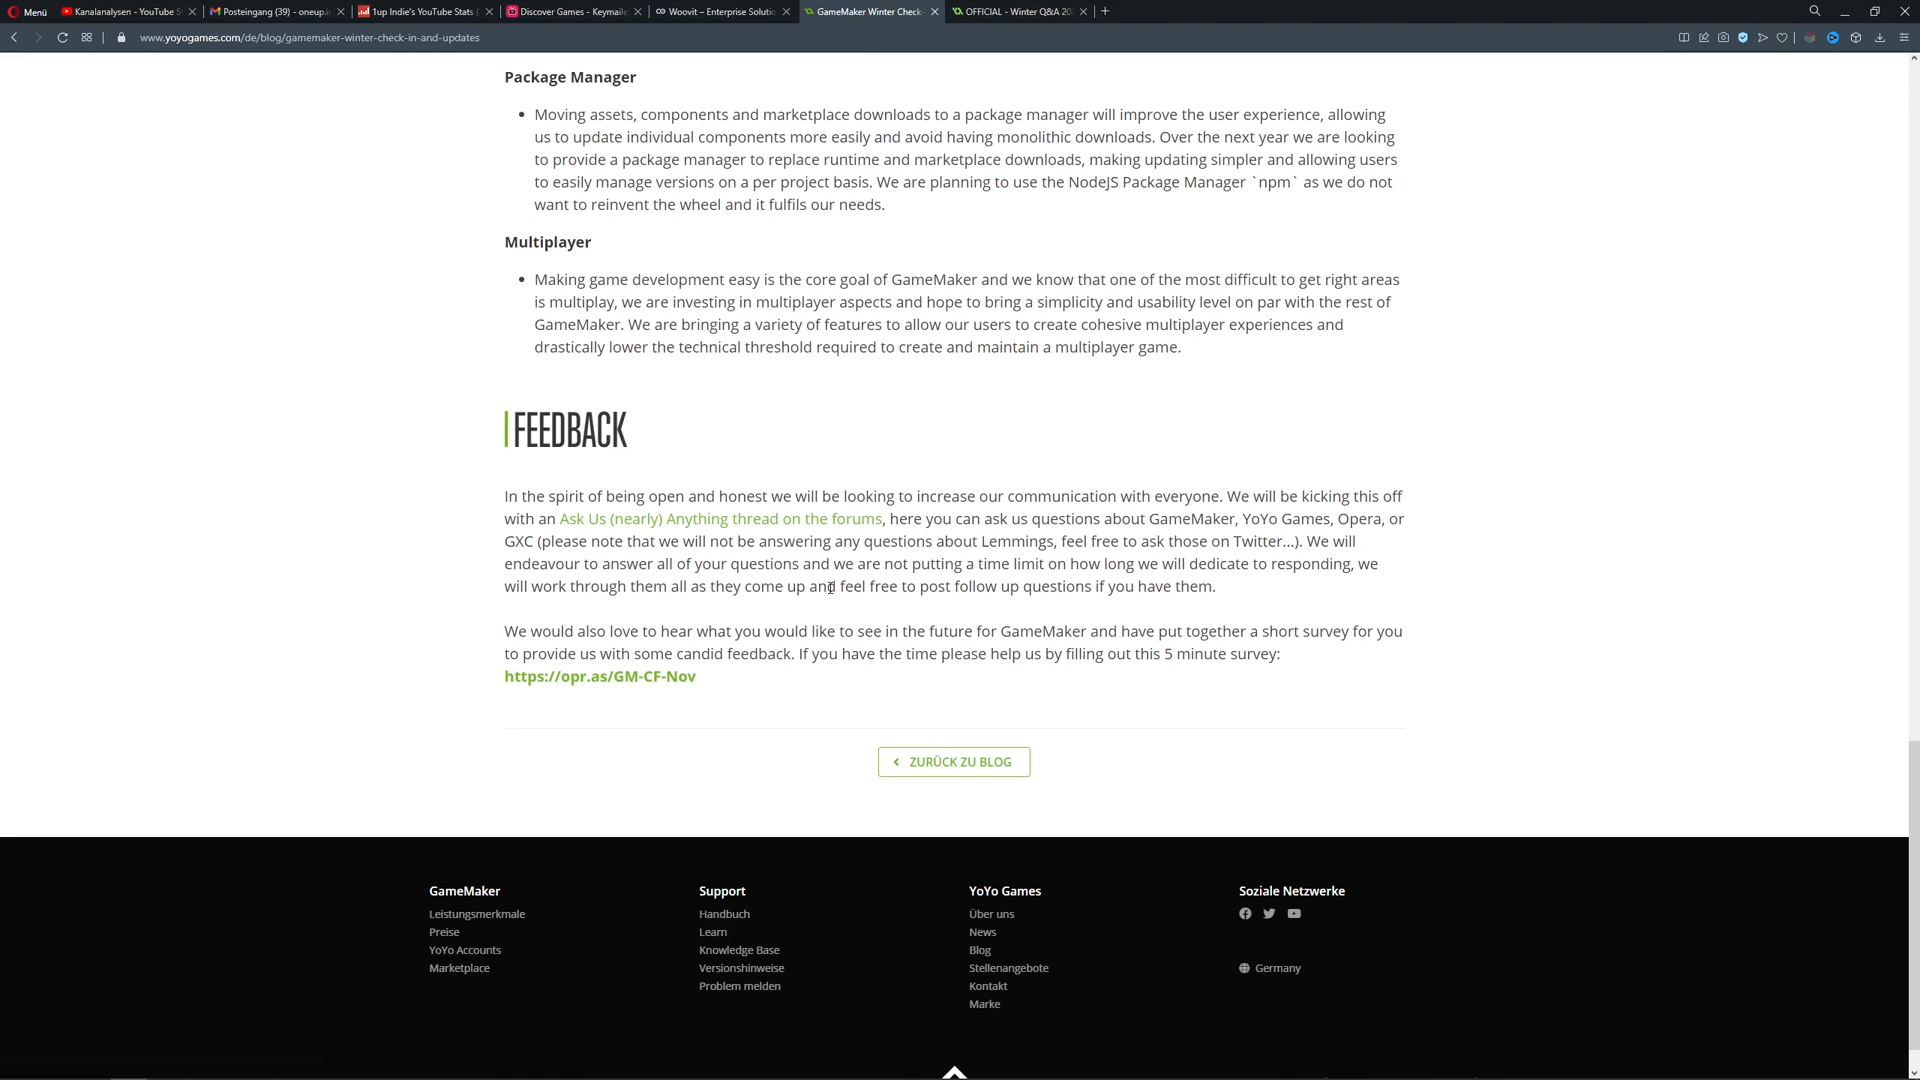 Menü
Kanalanalysen - YouTube S
Posteingang (39) - oneupin
1up Indie's YouTube Stats (
Discover Games - Keymaile
Woovit – Enterprise Solutio
GameMaker Winter Check-
OFFICIAL - Winter Q&A 202
www.yoyogames.com/de/blog/gamemaker-winter-check-in-and-updates
Package Manager
• Moving assets, components and marketplace downloads to a package manager will improve the user experience, allowing
us to update individual components more easily and avoid having monolithic downloads. Over the next year we are looking
to provide a package manager to replace runtime and marketplace downloads, making updating simpler and allowing users
to easily manage versions on a per project basis. We are planning to use the NodeJS Package Manager `npm` as we do not
want to reinvent the wheel and it fulfils our needs.
Multiplayer
• Making game development easy is the core goal of GameMaker and we know that one of the most difficult to get right areas
is multiplay, we are investing in multiplayer aspects and hope to bring a simplicity and usability level on par with the rest of
GameMaker. We are bringing a variety of features to allow our users to create cohesive multiplayer experiences and
drastically lower the technical threshold required to create and maintain a multiplayer game.
FEEDBACK
In the spirit of being open and honest we will be looking to increase our communication with everyone. We will be kicking this off
with an Ask Us (nearly) Anything thread on the forums, here you can ask us questions about GameMaker, YoYo Games, Opera, or
GXC (please note that we will not be answering any questions about Lemmings, feel free to ask those on Twitter...). We will
endeavour to answer all of your questions and we are not putting a time limit on how long we will dedicate to responding, we
will work through them all as they come up and feel free to post follow up questions if you have them.
We would also love to hear what you would like to see in the future for GameMaker and have put together a short survey for you
to provide us with some candid feedback. If you have the time please help us by filling out this 5 minute survey:
https://opr.as/GM-CF-Nov
ZURÜCK ZU BLOG
GameMaker
Leistungsmerkmale
Preise
YoYo Accounts
Marketplace
Support
Handbuch
Learn
Knowledge Base
Versionshinweise
Problem melden
YoYo Games
Über uns
News
Blog
Stellenangebote
Kontakt
Marke
Soziale Netzwerke
Germany